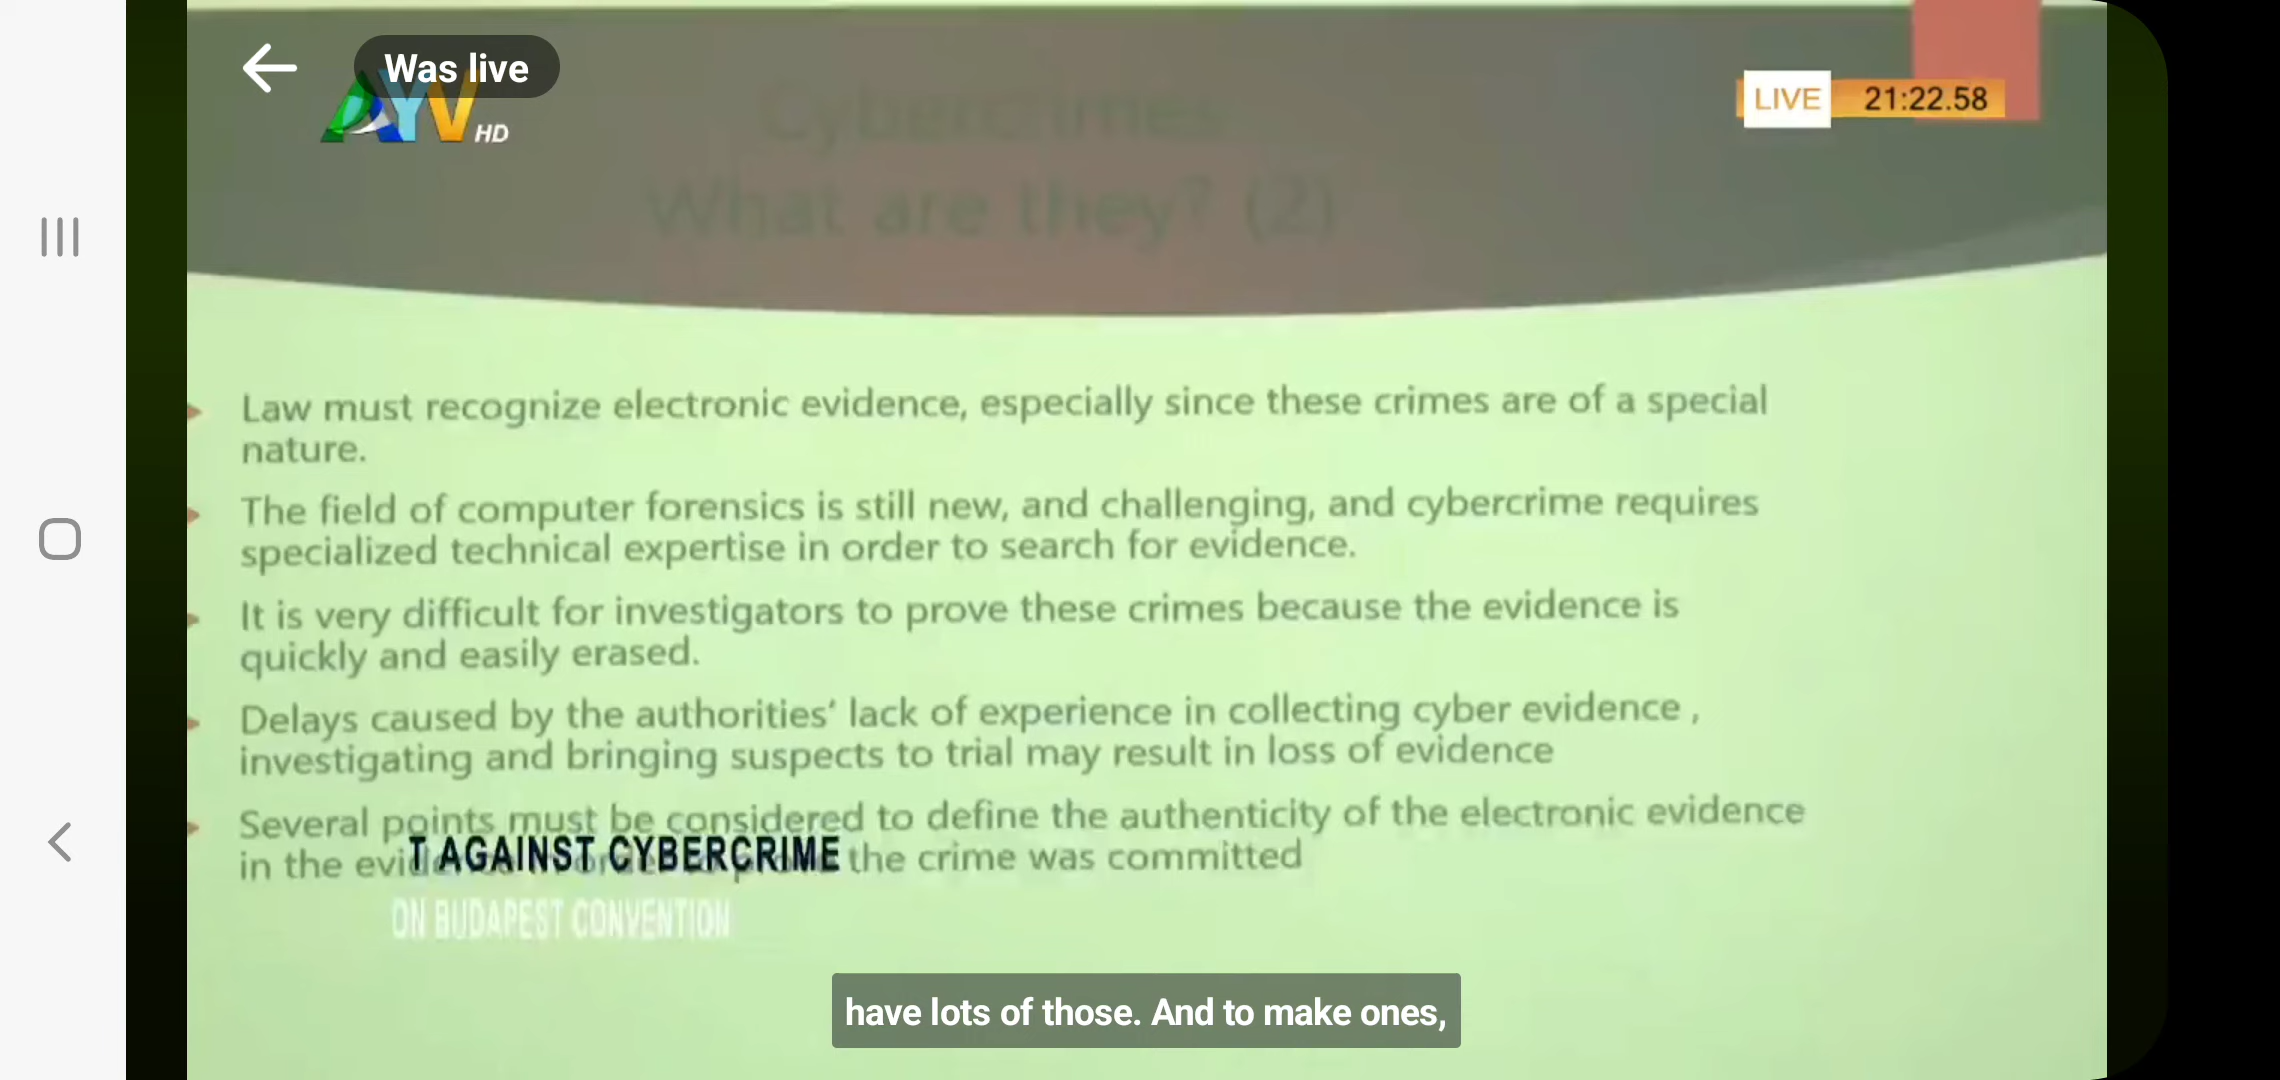 Was live
AYV HD
LIVE 21:22.58
Cybercrimes
What are they? (2)
Law must recognize electronic evidence, especially since these crimes are of a special
nature.
The field of computer forensics is still new, and challenging, and cybercrime requires
specialized technical expertise in order to search for evidence.
It is very difficult for investigators to prove these crimes because the evidence is
quickly and easily erased.
Delays caused by the authorities' lack of experience in collecting cyber evidence ,
investigating and bringing suspects to trial may result in loss of evidence
Several points must be considered to define the authenticity of the electronic evidence
in the the crime was committed
T AGAINST CYBERCRIME
ON BUDAPEST CONVENTION
have lots of those. And to make ones,